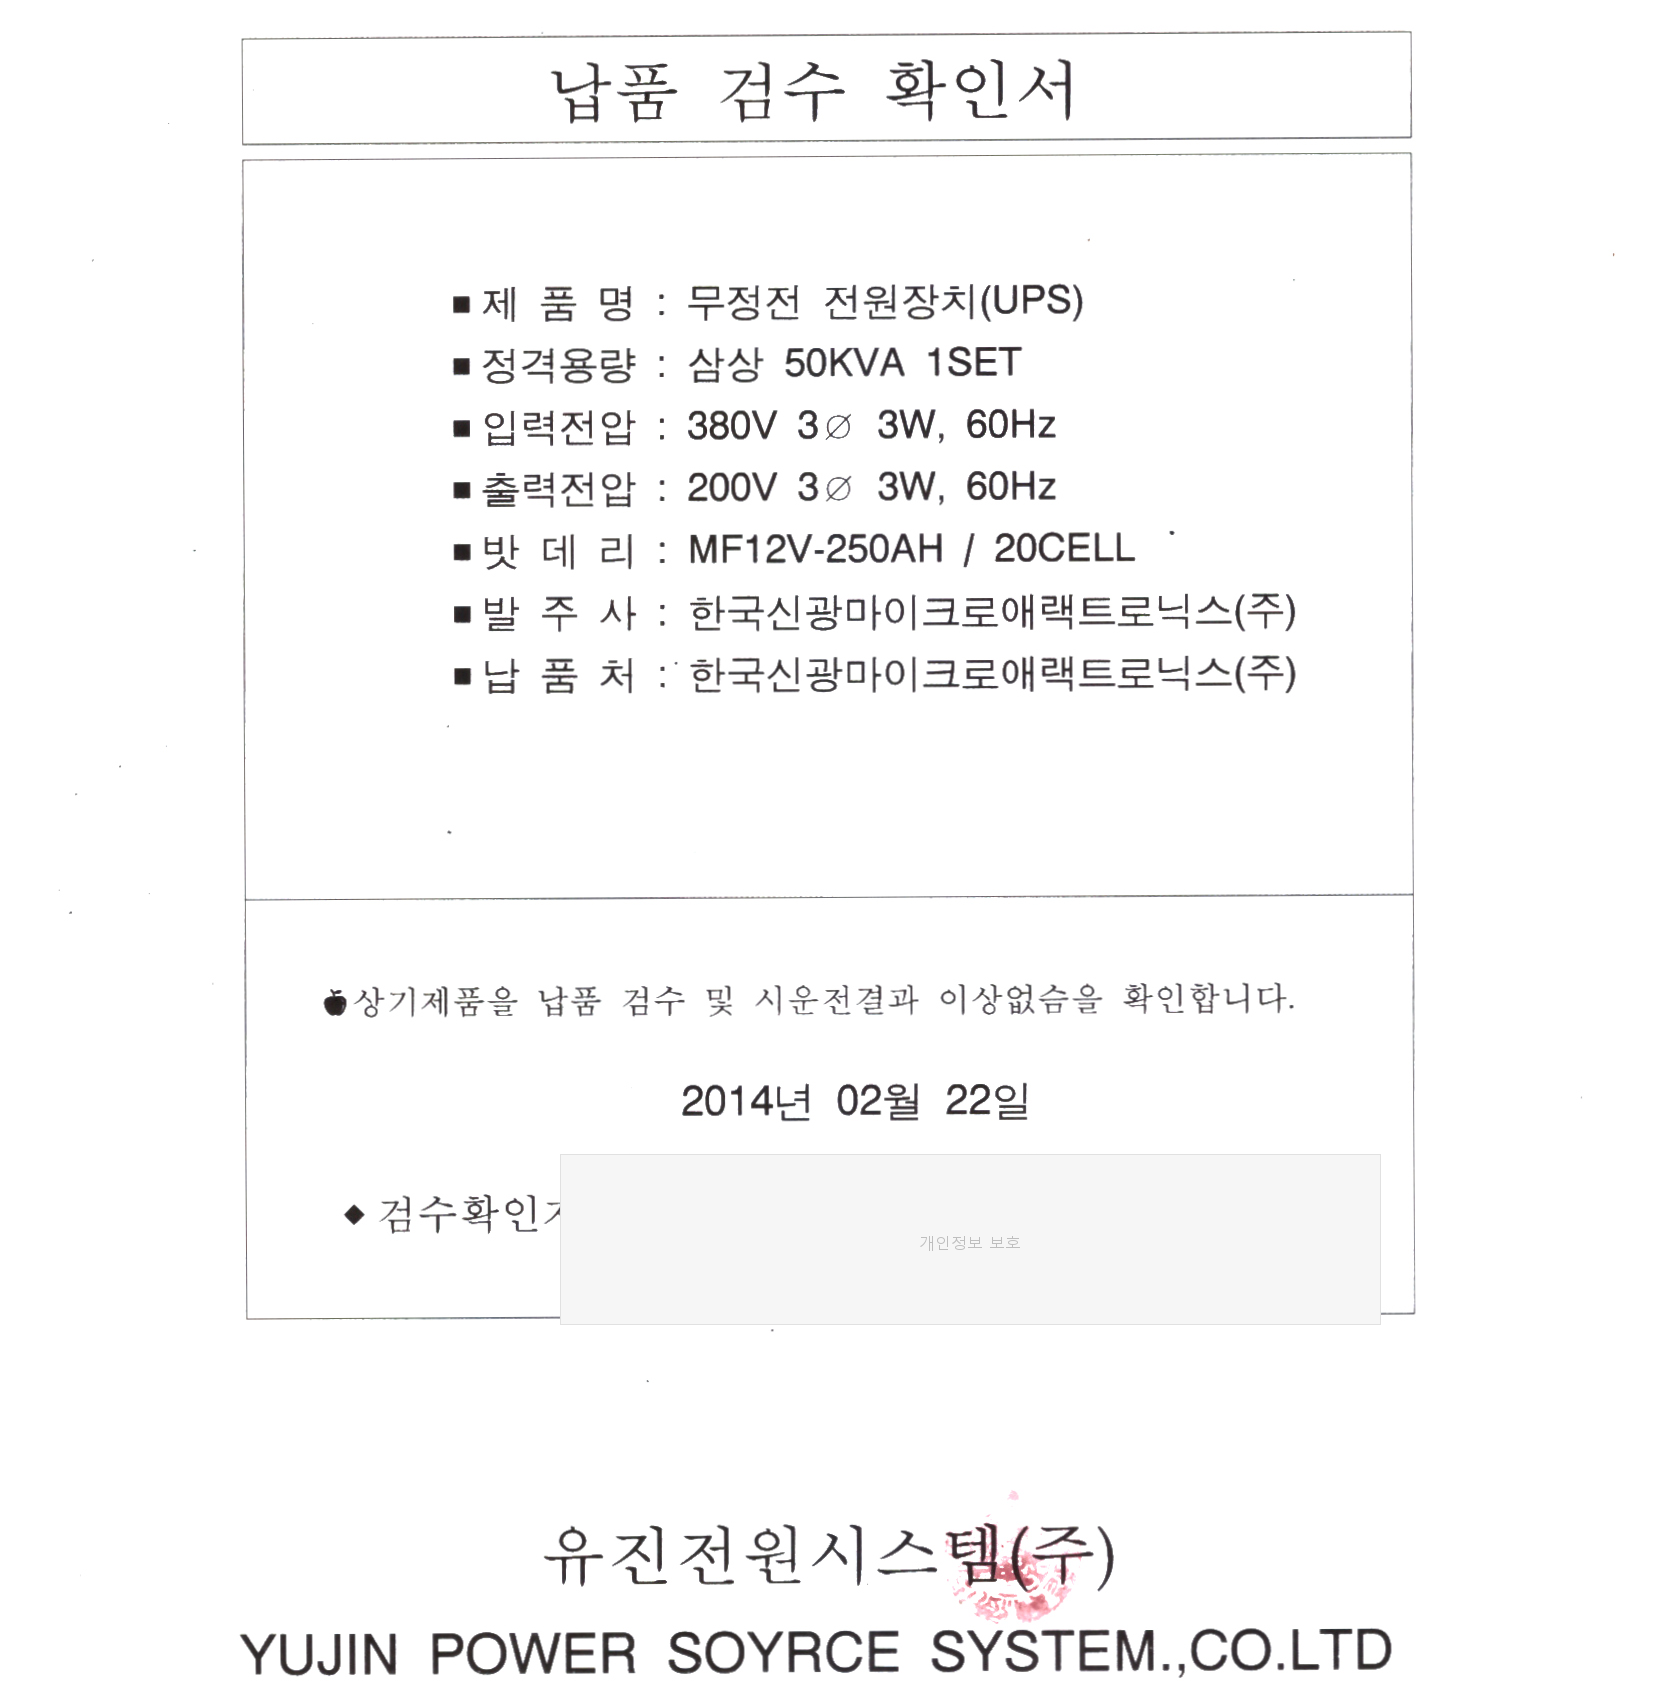 납품 검수 확인서
■ 제 품 명 : 무정전 전원장치(UPS)
■ 정격용량 : 삼상 50KVA 1SET
■ 입력전압 : 380V 3∅ 3W, 60Hz
■ 출력전압 : 200V 3∅ 3W, 60Hz
■ 밧 데 리 : MF12V-250AH / 20CELL
■ 발 주 사 : 한국신광마이크로애랙트로닉스(주)
■ 납 품 처 : 한국신광마이크로애랙트로닉스(주)
상기제품을 납품 검수 및 시운전결과 이상없슴을 확인합니다.
2014년 02월 22일
◆ 검수확인
개인정보 보호
유진전원시스템(주)
YUJIN POWER SOYRCE SYSTEM.,CO.LTD